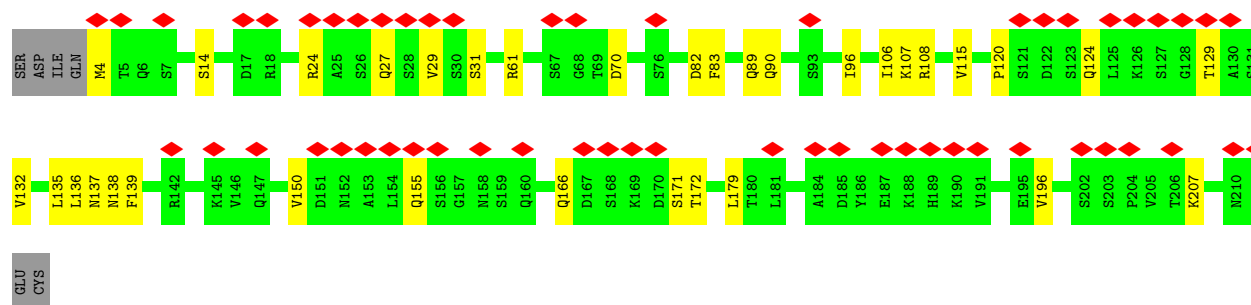 SER ASP ILE GLN M4 T5 Q6 S7 S14 D17 R18 R24 A25 S26 Q27 S28 V29 S30 S31 R61 S67 G68 T69 D70 S76 D82 F83 Q89 Q90 S93 I96 I106 K107 R108 V115 P120 S121 D122 S123 Q124 L125 K126 S127 G128 T129 A130 S131
V132 L135 L136 N137 N138 F139 R142 K145 V146 Q147 V150 D151 N152 A153 L154 Q155 S156 G157 N158 S159 Q160 Q166 D167 S168 K169 D170 S171 T172 L179 T180 L181 A184 D185 Y186 E187 K188 H189 K190 V191 E195 V196 S202 S203 P204 V205 T206 K207 N210
GLU CYS